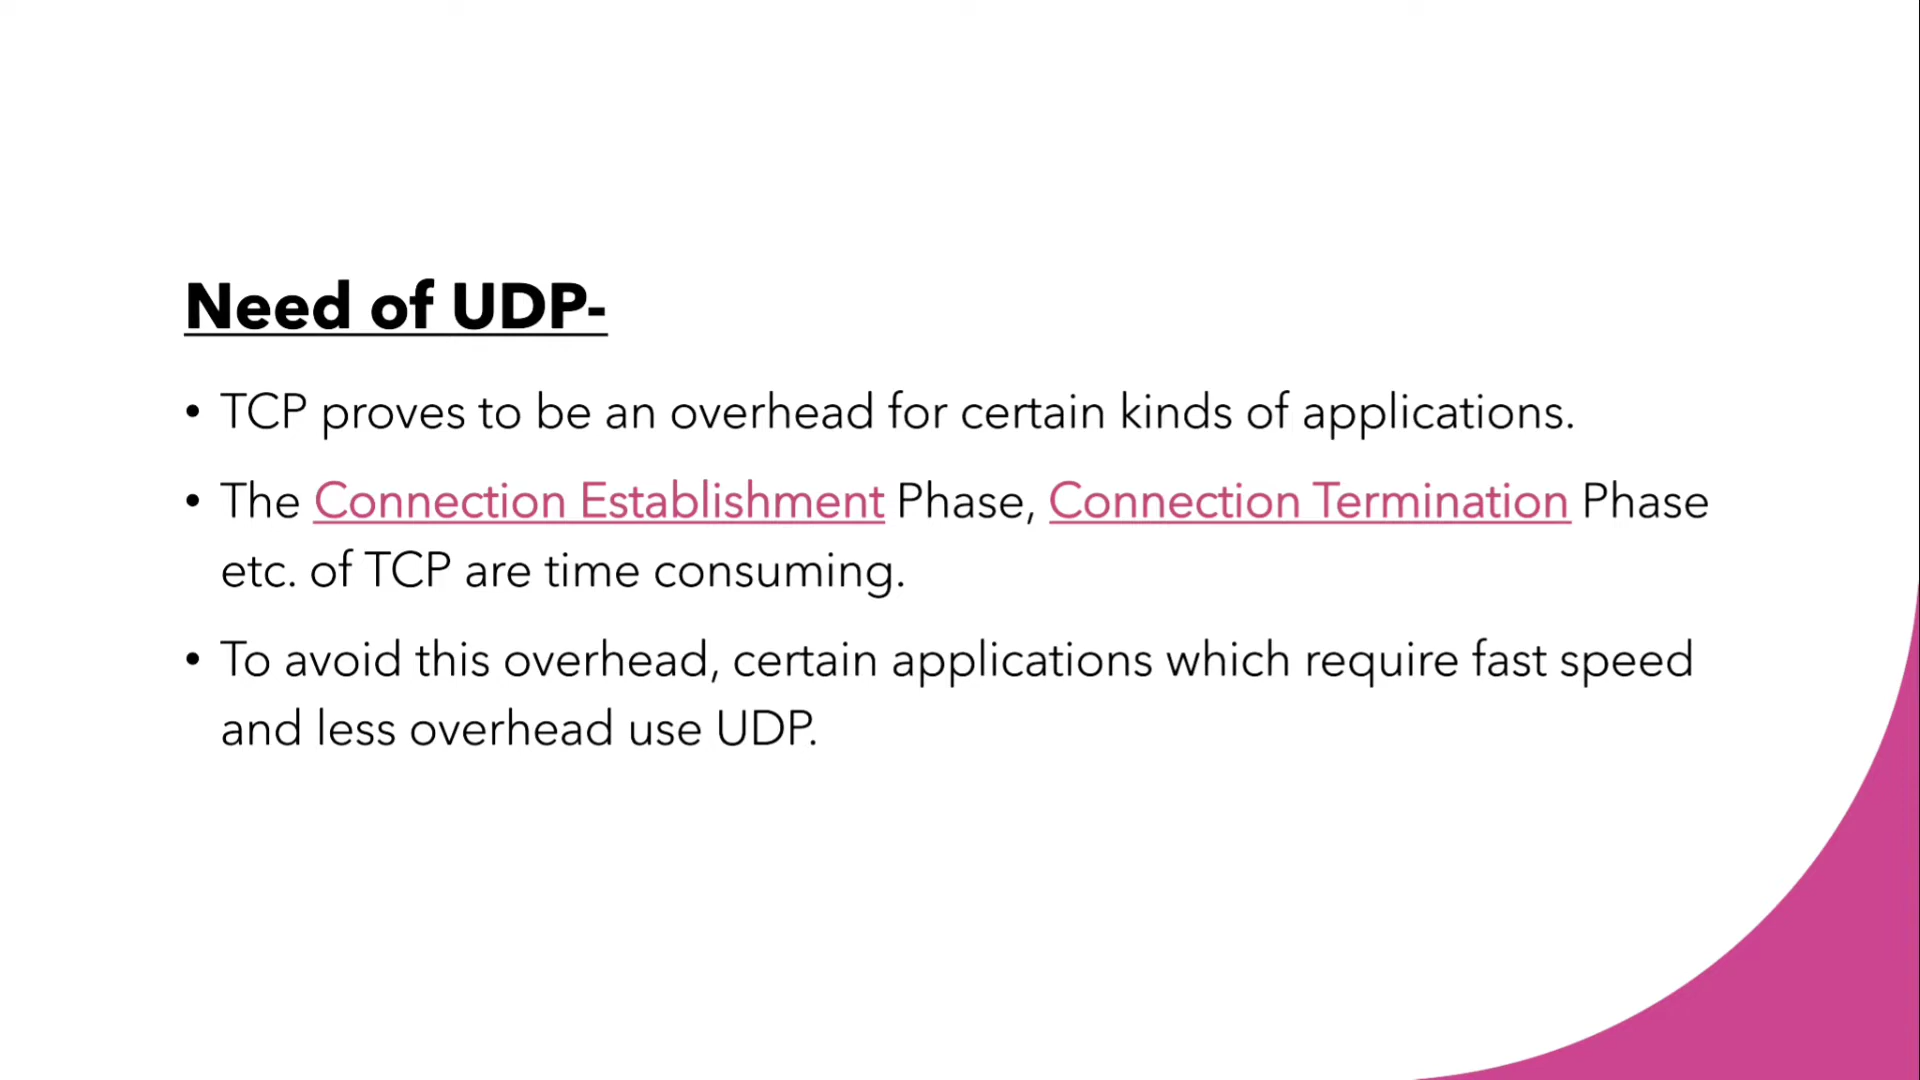 Need of UDP-
• TCP proves to be an overhead for certain kinds of applications.
• The Connection Establishment Phase, Connection Termination Phase
etc. of TCP are time consuming.
• To avoid this overhead, certain applications which require fast speed
and less overhead use UDP.